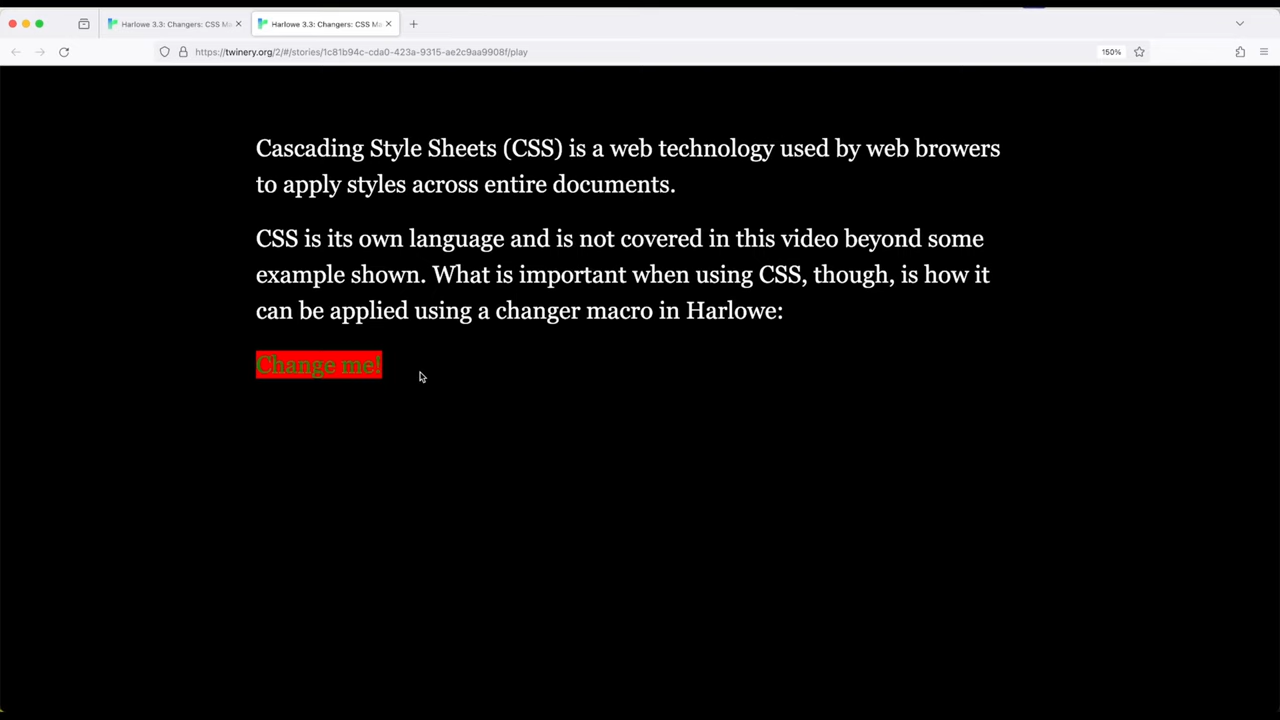 Harlowe 3.3: Changers: CSS Ma
Harlowe 3.3: Changers: CSS Ma
https://twinery.org/2/#/stories/1c81b94c-cda0-423a-9315-ae2c9aa9908f/play
150%
Cascading Style Sheets (CSS) is a web technology used by web browers
to apply styles across entire documents.
CSS is its own language and is not covered in this video beyond some
example shown. What is important when using CSS, though, is how it
can be applied using a changer macro in Harlowe:
Change me!